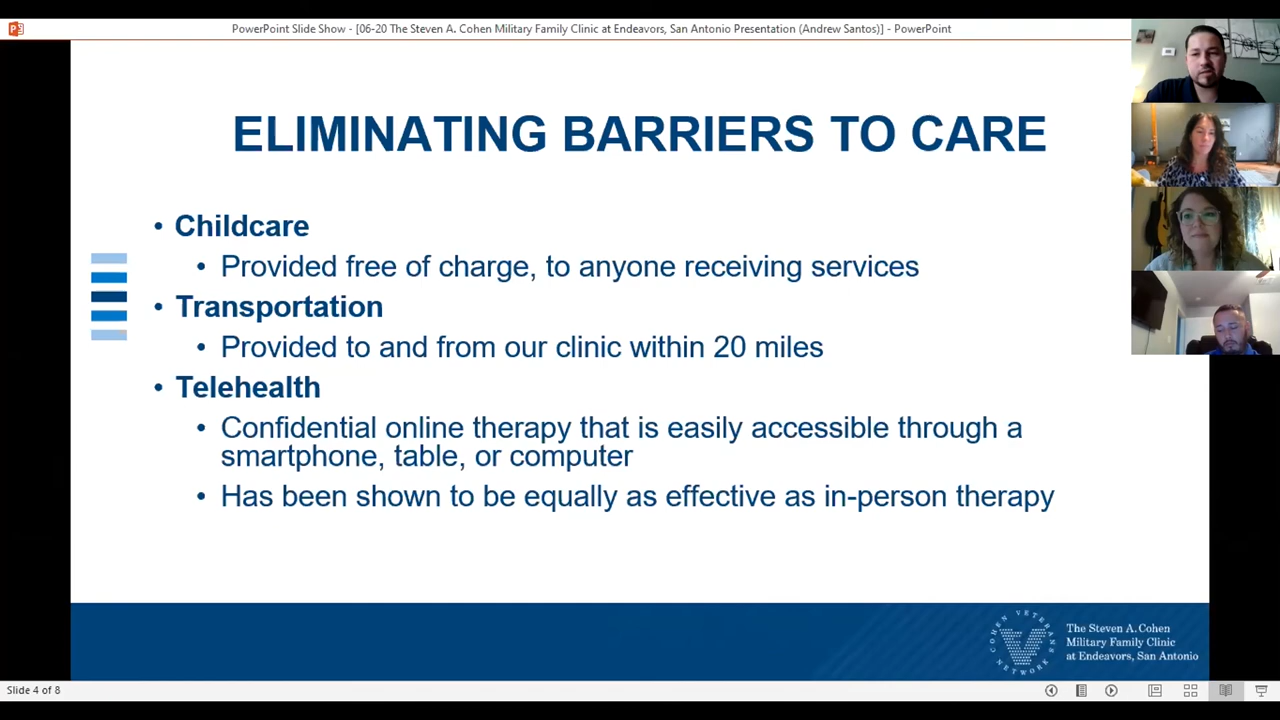 PowerPoint Slide Show - [06-20 The Steven A. Cohen Military Family Clinic at Endeavors, San Antonio Presentation (Andrew Santos)] - PowerPoint
ELIMINATING BARRIERS TO CARE
• Childcare
• Provided free of charge, to anyone receiving services
• Transportation
• Provided to and from our clinic within 20 miles
• Telehealth
• Confidential online therapy that is easily accessible through a
smartphone, table, or computer
• Has been shown to be equally as effective as in-person therapy
COHEN VETERANS NETWORK
The Steven A. Cohen
Military Family Clinic
at Endeavors, San Antonio
Slide 4 of 8